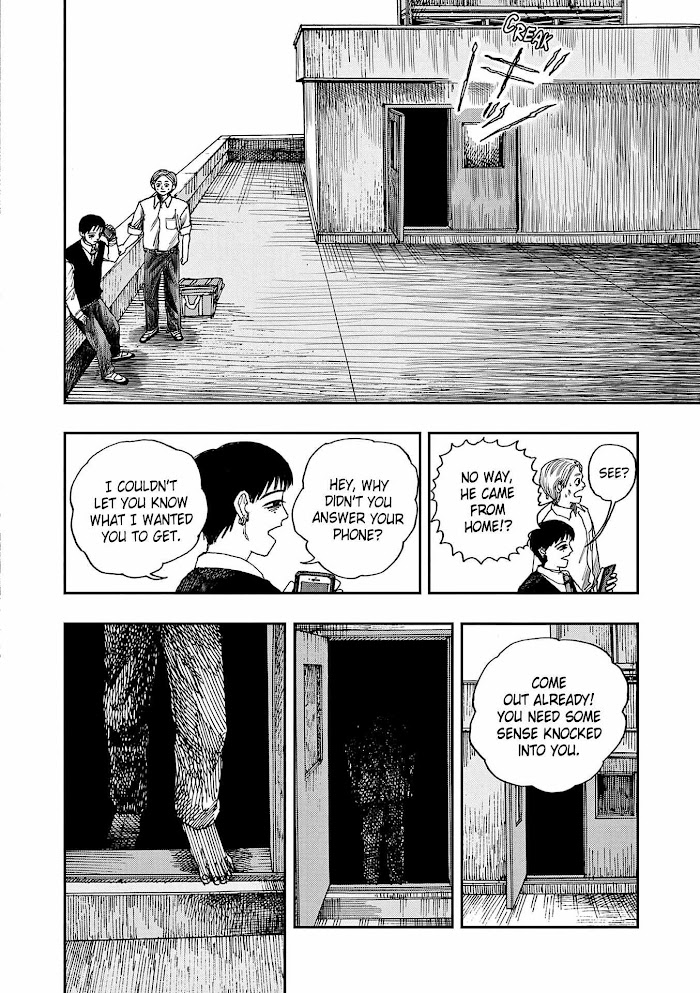 CREAK
SEE?
NO WAY,
HE CAME
FROM
HOME!?
HEY, WHY
DIDN'T YOU
ANSWER YOUR
PHONE?
I COULDN'T
LET YOU KNOW
WHAT I WANTED
YOU TO GET.
COME
OUT ALREADY!
YOU NEED SOME
SENSE KNOCKED
INTO YOU.